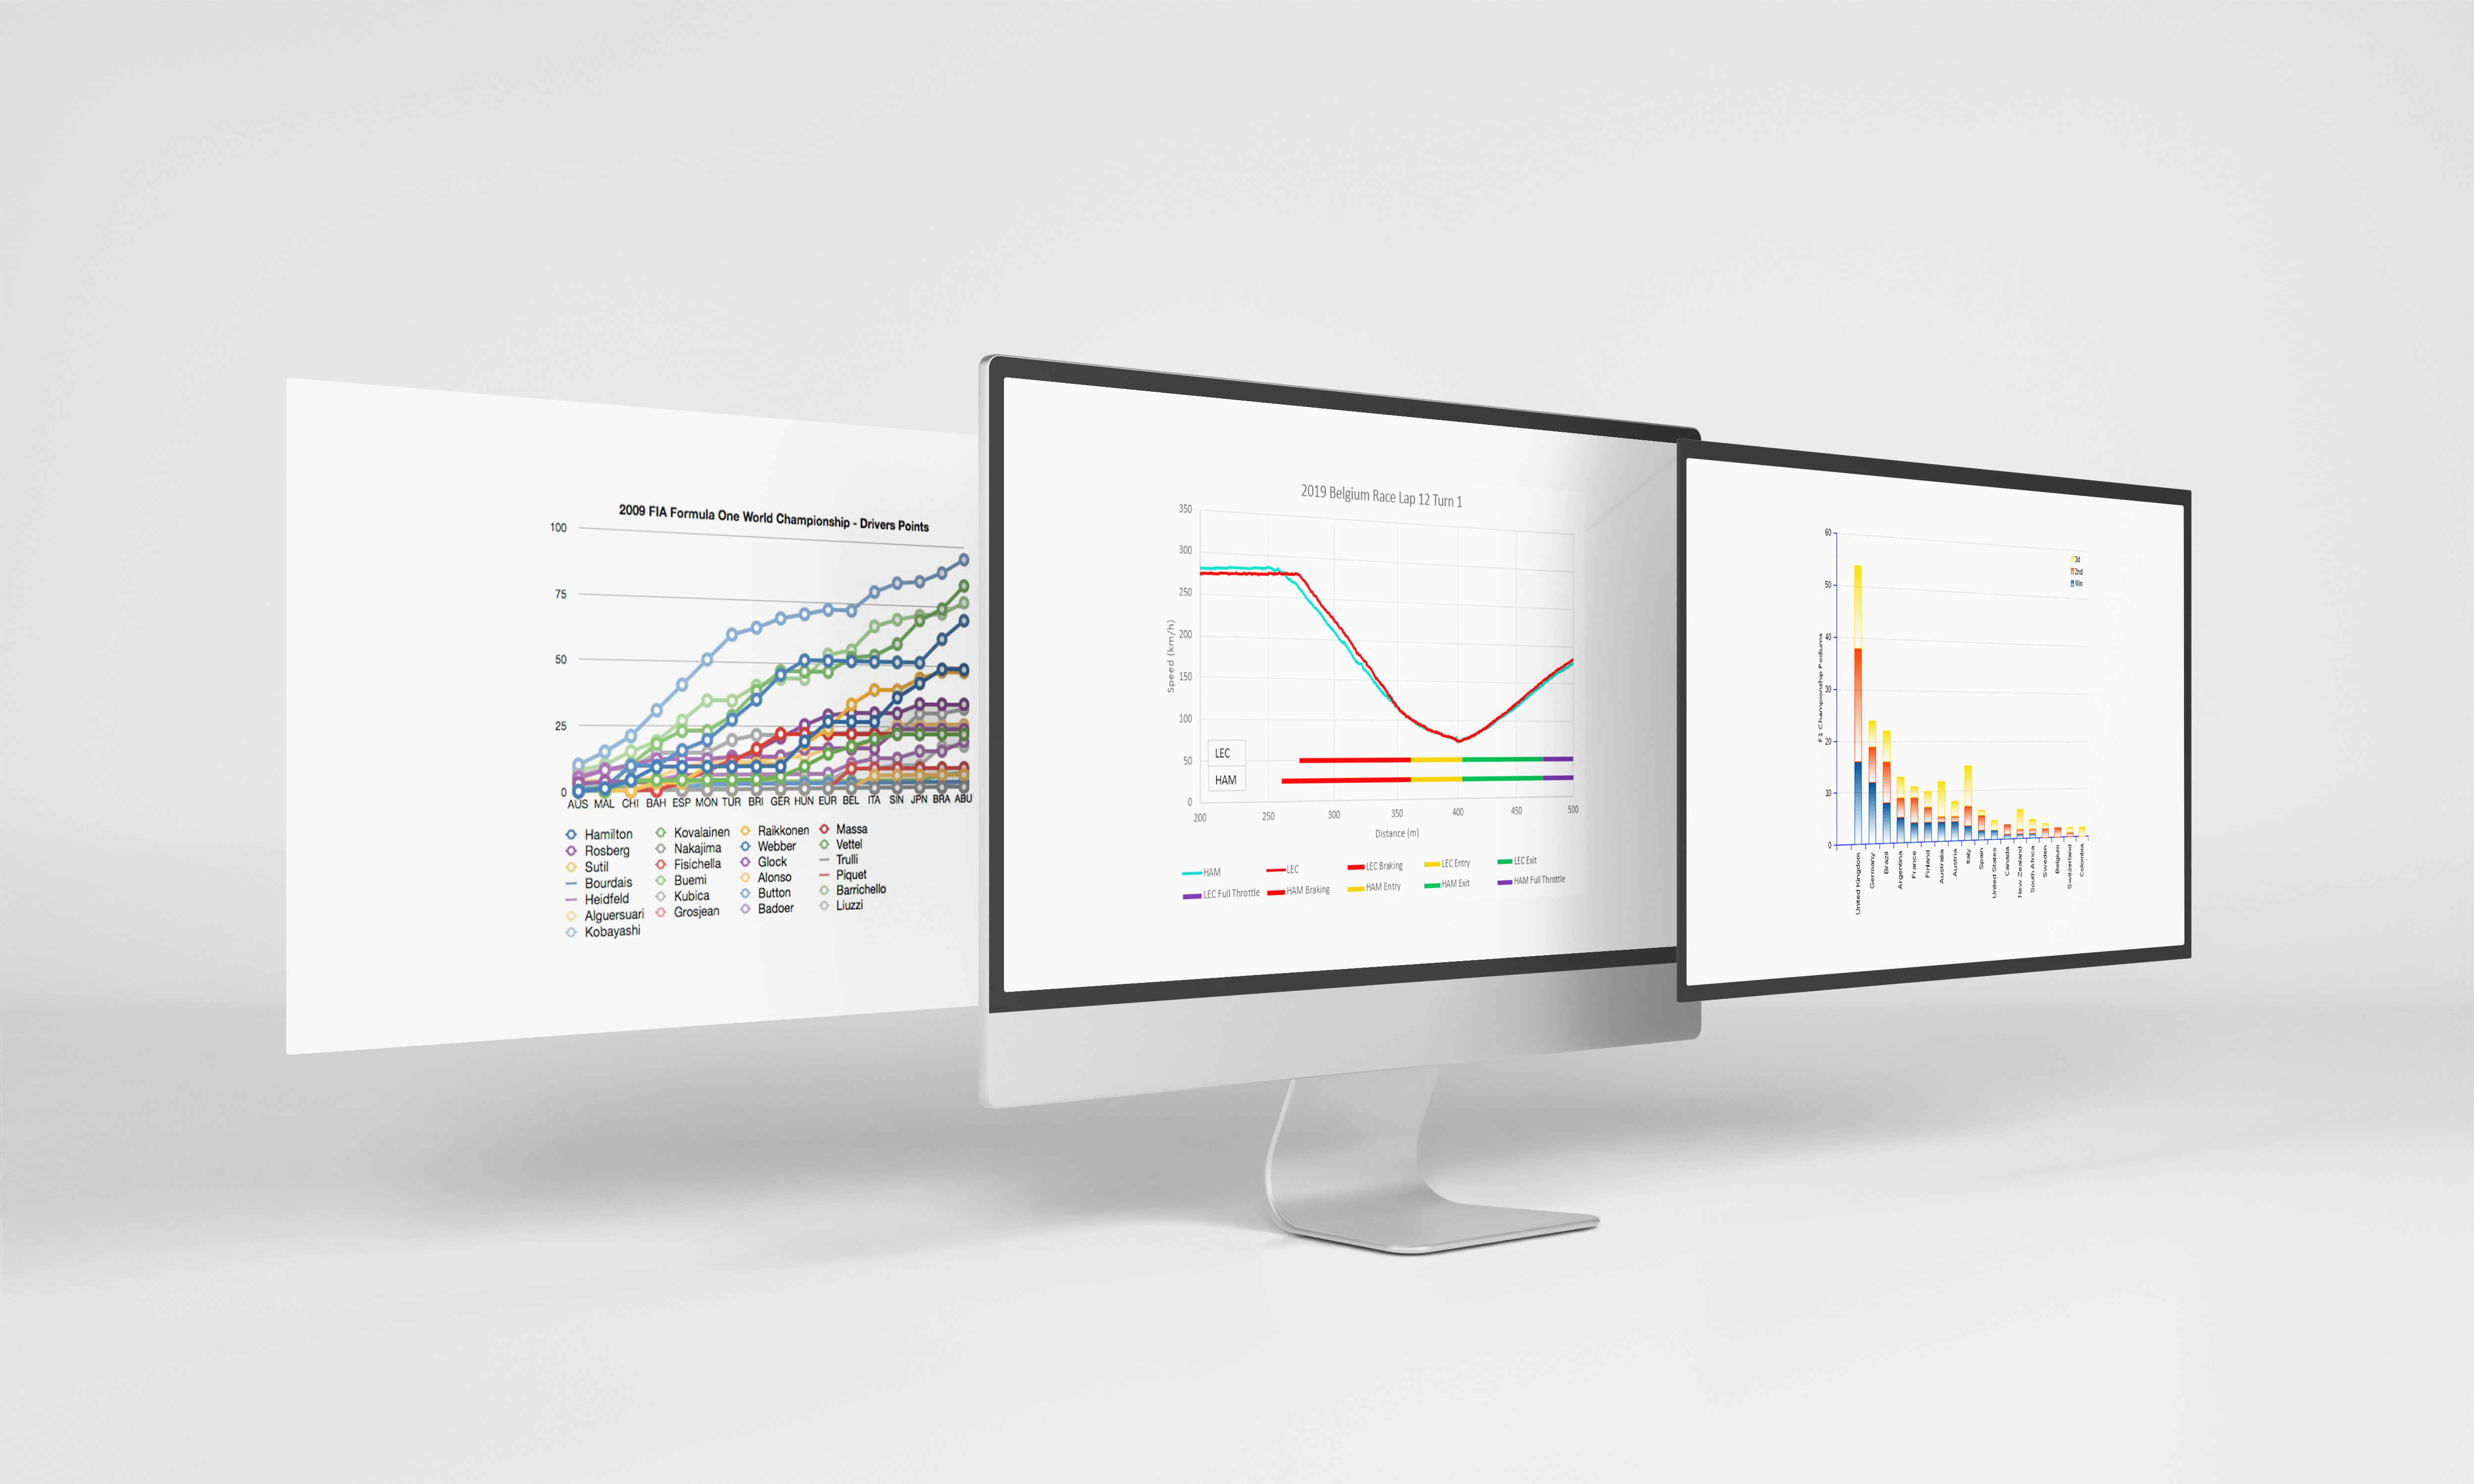 2009 FIA Formula One World Championship - Drivers Points
100
75
50
25
0
AUS MAL CHI BAH ESP MON TUR BRI GER HUN EUR BEL ITA SIN JPN BRA ABU
Hamilton Kovalainen Raikkonen Massa
Rosberg Nakajima Webber Vettel
Sutil Fisichella Glock Trulli
Bourdais Buemi Alonso Piquet
Heidfeld Kubica Button Barrichello
Alguersuari Grosjean Badoer Liuzzi
Kobayashi
2019 Belgium Race Lap 12 Turn 1
Speed (km/h)
350
300
250
200
150
100
50
0
LEC
HAM
200 250 300 350 400 450 500
Distance (m)
HAM LEC LEC Braking LEC Entry LEC Exit
LEC Full Throttle HAM Braking HAM Entry HAM Exit HAM Full Throttle
F1 Championship Podiums
60
50
40
30
20
10
0
3d
2nd
Win
United Kingdom
Germany
Brazil
Argentina
France
Finland
Australia
Austria
Italy
Spain
United States
Canada
New Zealand
South Africa
Sweden
Belgium
Switzerland
Colombia